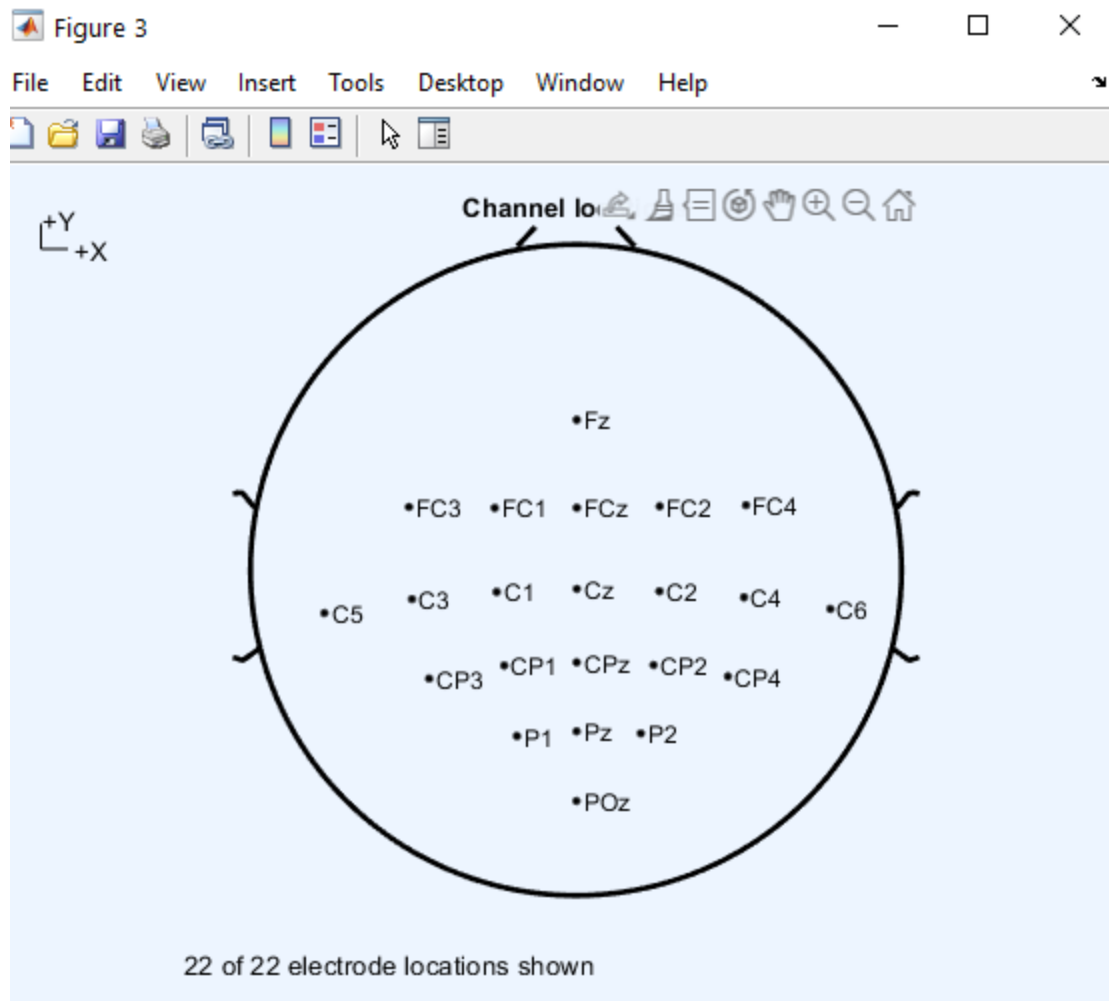 Figure 3
File Edit View Insert Tools Desktop Window Help
Channel
+Y
+X
Fz
FC3 FC1 FCz FC2 FC4
C5 C3 C1 Cz C2 C4 C6
CP3 CP1 CPz CP2 CP4
P1 Pz P2
POz
22 of 22 electrode locations shown